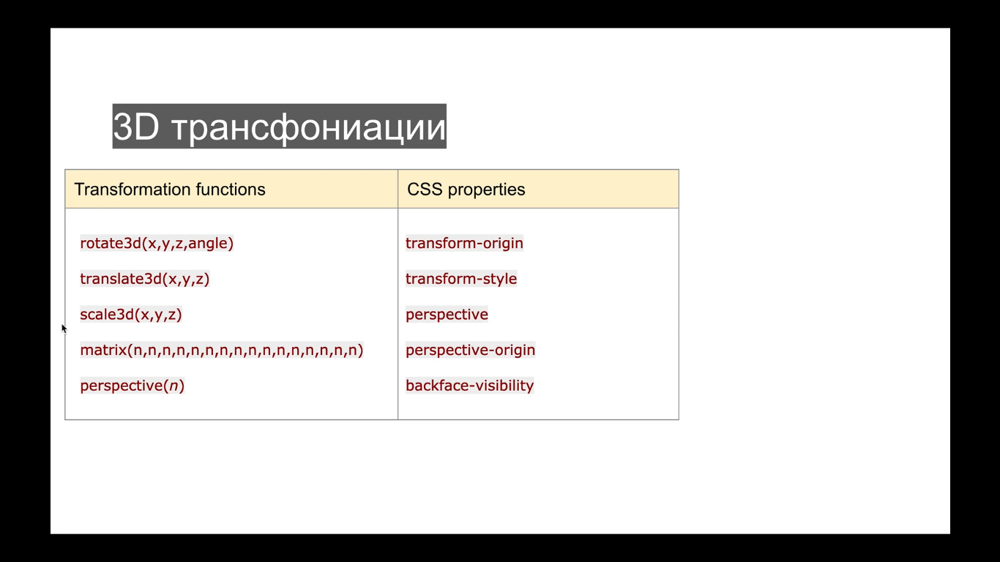 3D трансфониации
Transformation functions
CSS properties
rotate3d(x,y,z,angle)
transform-origin
translate3d(x,y,z)
transform-style
scale3d(x,y,z)
perspective
matrix(n,n,n,n,n,n,n,n,n,n,n,n,n,n,n,n)
perspective-origin
perspective(n)
backface-visibility